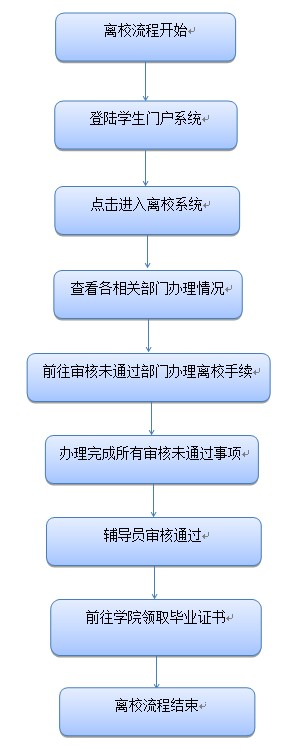 离校流程开始
登陆学生门户系统
点击进入离校系统
查看各相关部门办理情况
前往审核未通过部门办理离校手续
办理完成所有审核未通过事项
辅导员审核通过
前往学院领取毕业证书
离校流程结束